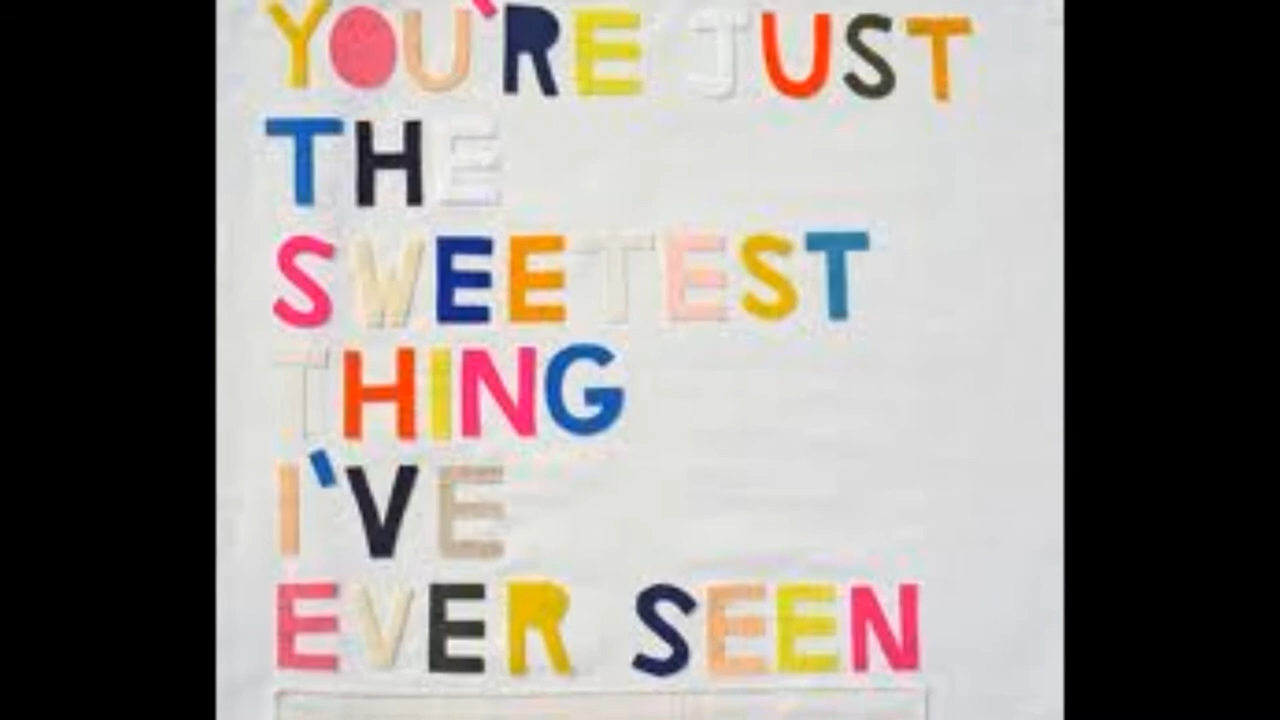 YOU'RE JUST
THE
SWEETEST
THING
I'VE
EVER SEEN